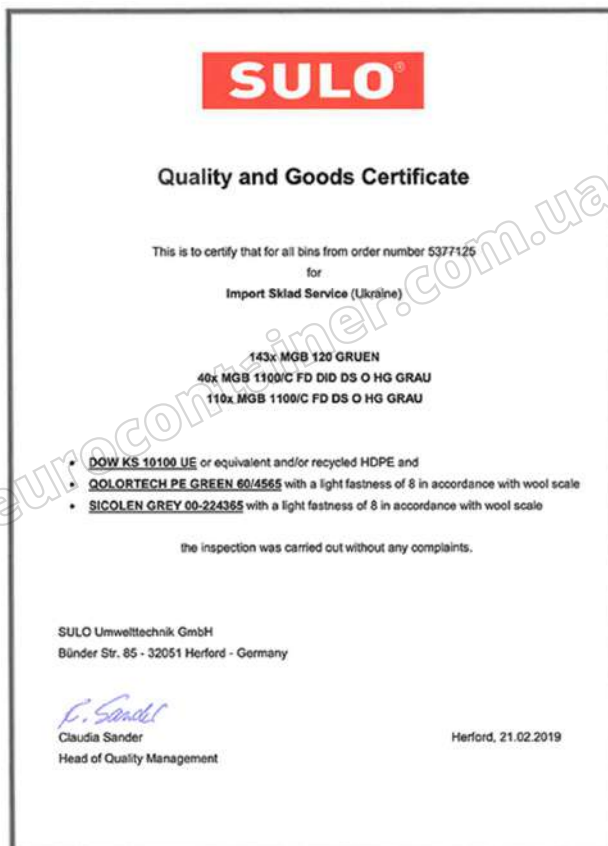 SULO®
Quality and Goods Certificate
This is to certify that for all bins from order number 5377125
for
Import Sklad Service (Ukraine)
143x MGB 120 GRUEN
40x MGB 1100/C FD DID DS O HG GRAU
110x MGB 1100/C FD DS O HG GRAU
• DOW KS 10100 UE or equivalent and/or recycled HDPE and
• QOLORTECH PE GREEN 60/4565 with a light fastness of 8 in accordance with wool scale
• SICOLEN GREY 00-224365 with a light fastness of 8 in accordance with wool scale
the inspection was carried out without any complaints.
SULO Umwelttechnik GmbH
Bünder Str. 85 - 32051 Herford - Germany
C. Sander
Claudia Sander
Herford, 21.02.2019
Head of Quality Management
eurocontainer.com.ua